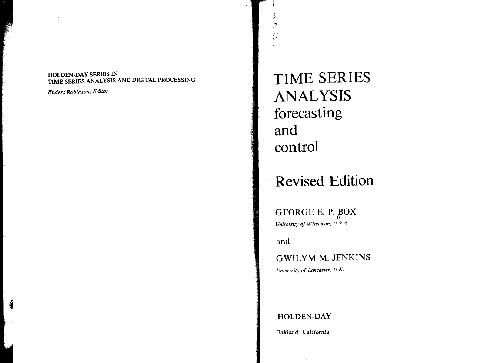 HOLDEN-DAY SERIES IN
TIME SERIES ANALYSIS AND DIGITAL PROCESSING
Enders Robinson, Editor
TIME SERIES
ANALYSIS
forecasting
and
control
Revised Edition
GEORGE E. P. BOX
University of Wisconsin, U.S.A.
and
GWILYM M. JENKINS
University of Lancaster, U.K.
HOLDEN-DAY
Oakland, California